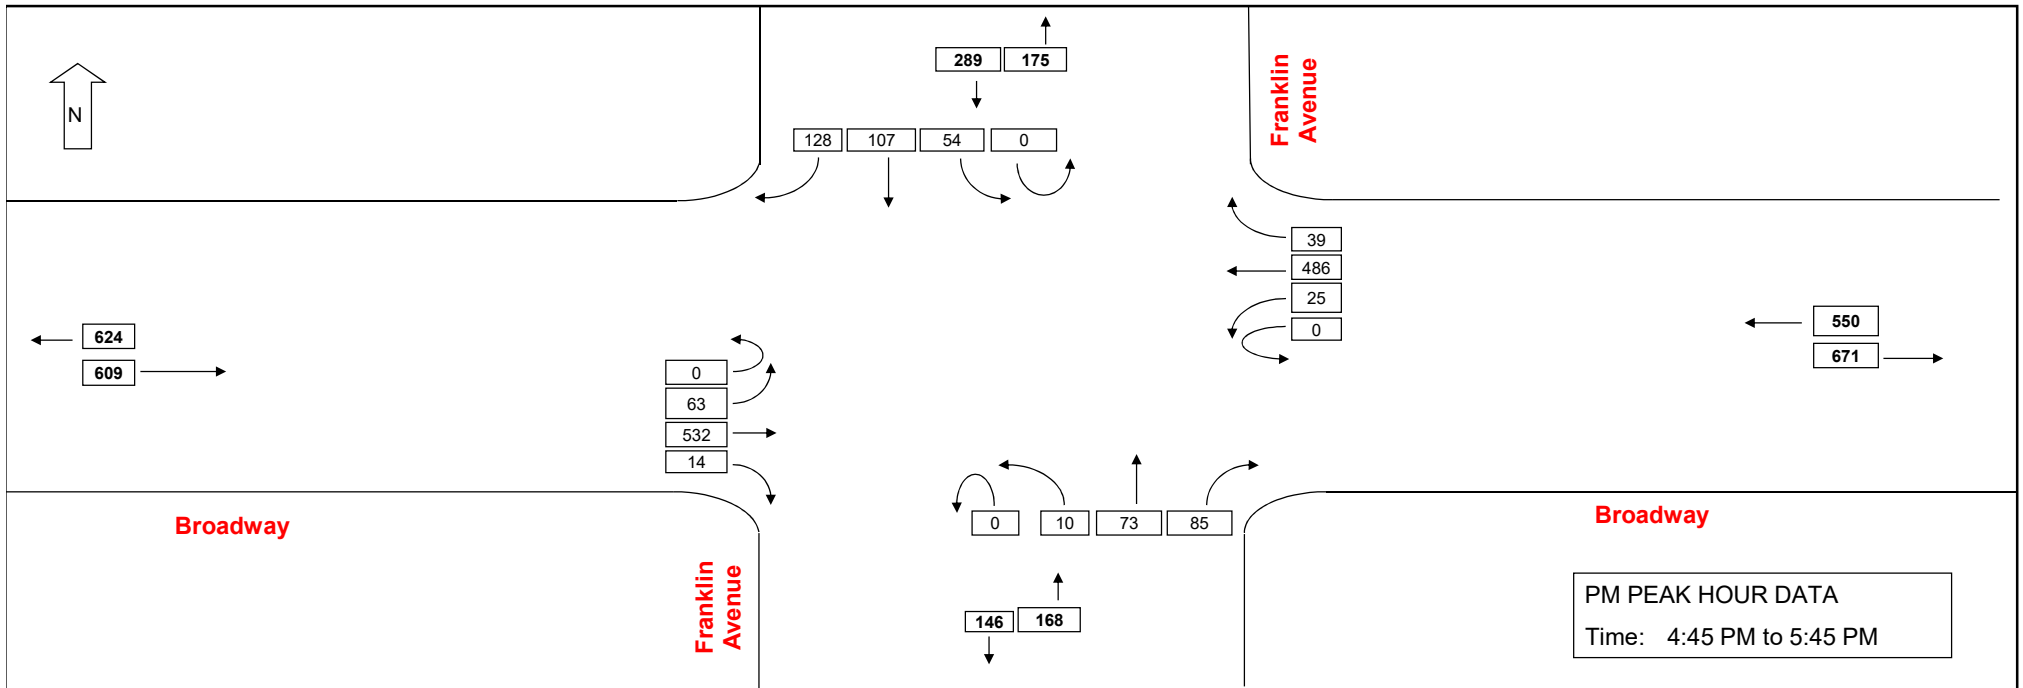 289 175
N
Franklin
Avenue
128 107 54 0
39
486
25
0
624
609
550
671
0
63
532
14
0 10 73 85
Broadway
Broadway
Franklin
Avenue
146 168
PM PEAK HOUR DATA
Time: 4:45 PM to 5:45 PM